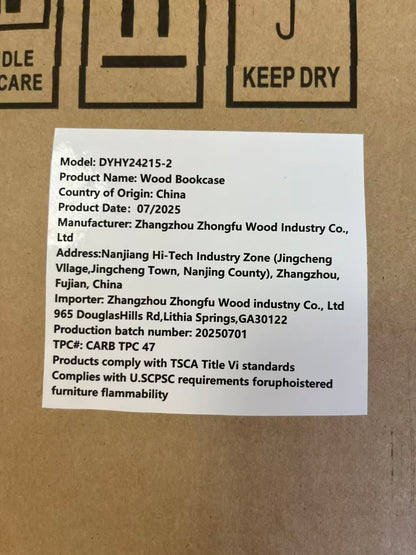 DLE
CARE
KEEP DRY
Model: DYHY24215-2
Product Name: Wood Bookcase
Country of Origin: China
Product Date: 07/2025
Manufacturer: Zhangzhou Zhongfu Wood Industry Co.,
Ltd
Address:Nanjiang Hi-Tech Industry Zone (Jingcheng
Vllage,Jingcheng Town, Nanjing County), Zhangzhou,
Fujian, China
Importer: Zhangzhou Zhongfu Wood industny Co., Ltd
965 DouglasHills Rd,Lithia Springs,GA30122
Production batch number: 20250701
TPC#: CARB TPC 47
Products comply with TSCA Title Vi standards
Complies with U.SCPSC requirements foruphoistered
furniture flammability